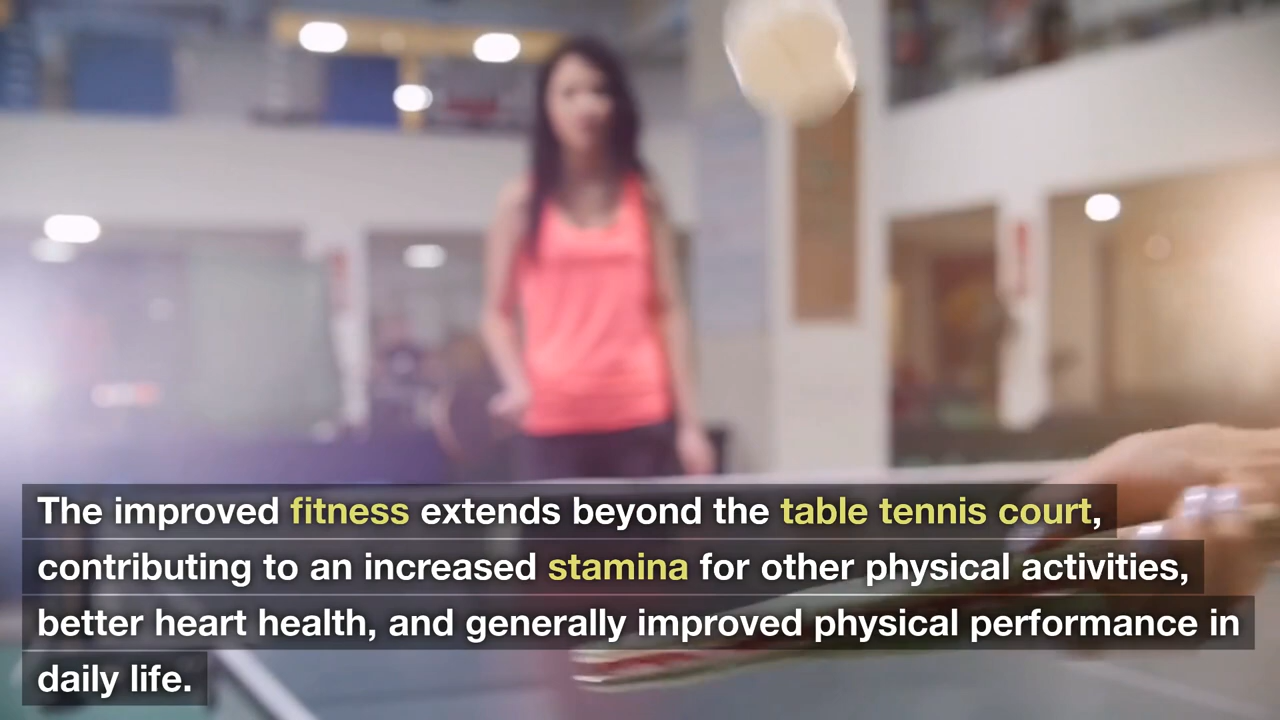 The improved fitness extends beyond the table tennis court,
contributing to an increased stamina for other physical activities,
better heart health, and generally improved physical performance in
daily life.